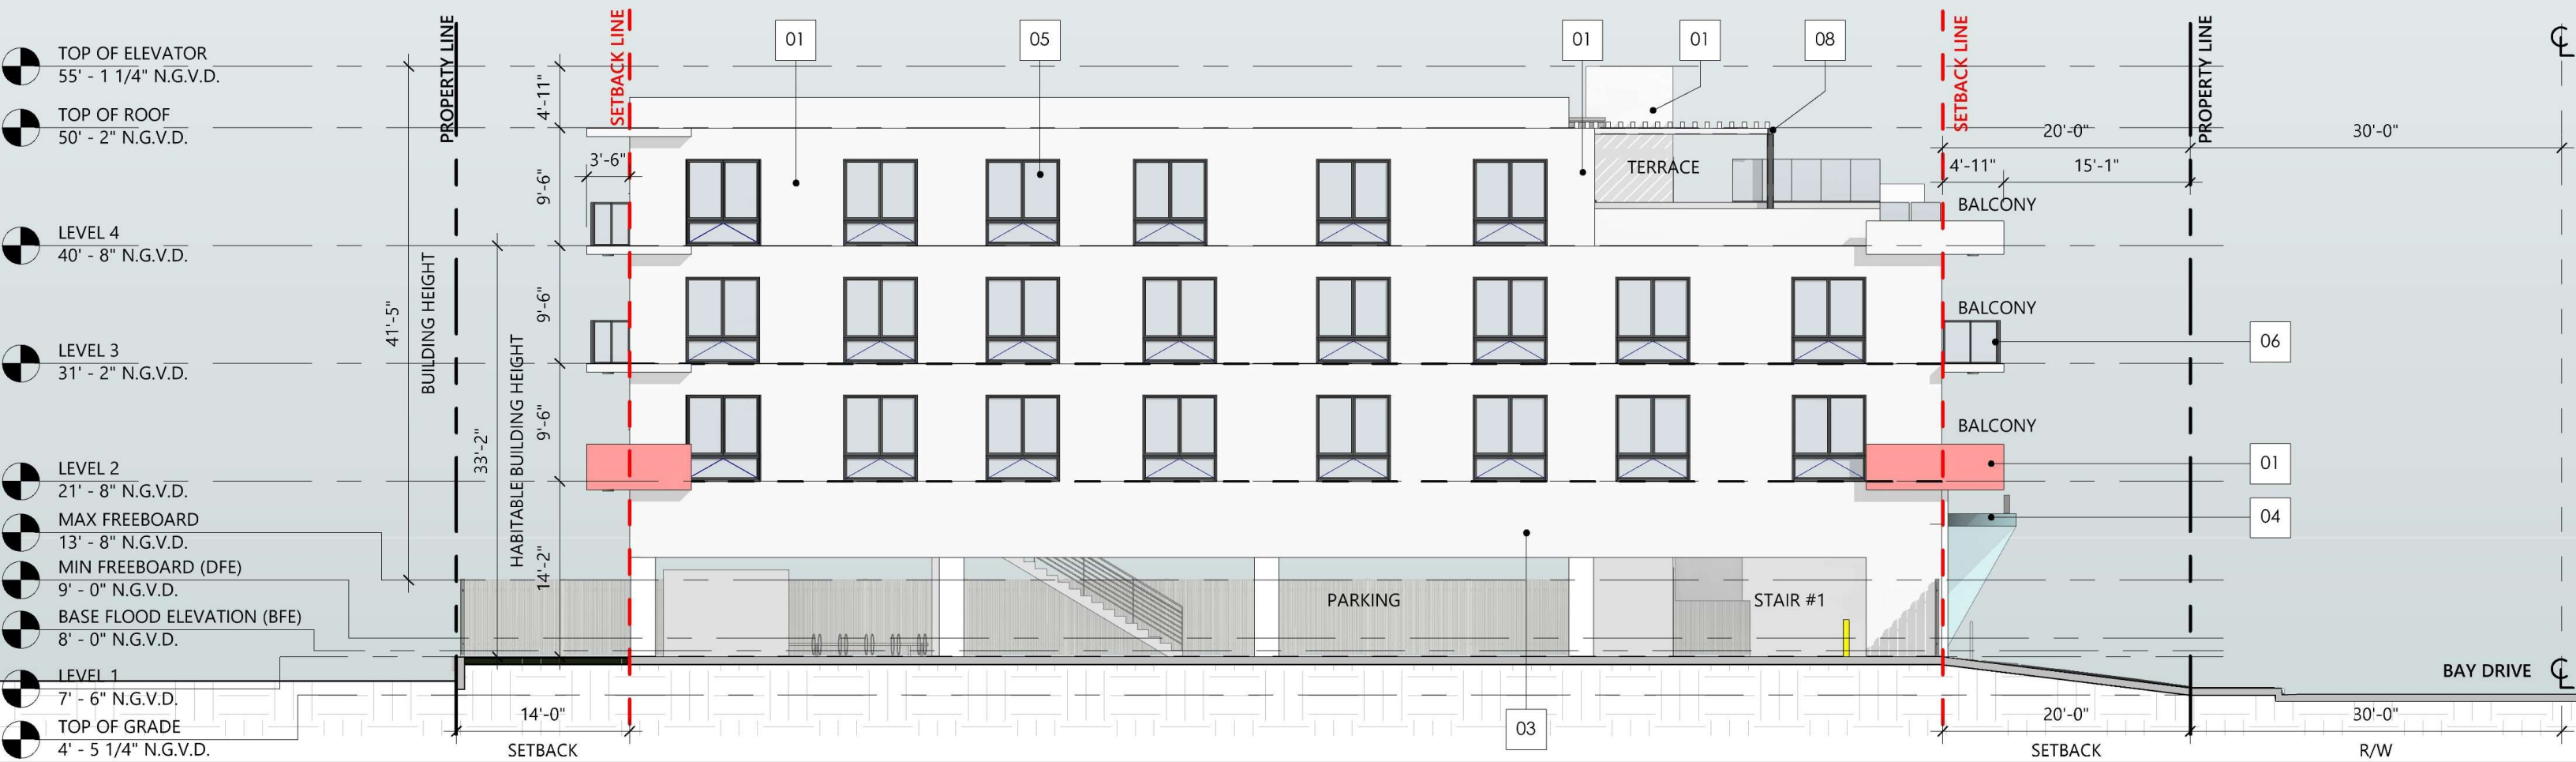 TOP OF ELEVATOR
55' - 1 1/4" N.G.V.D.
TOP OF ROOF
50' - 2" N.G.V.D.
LEVEL 4
40' - 8" N.G.V.D.
LEVEL 3
31' - 2" N.G.V.D.
LEVEL 2
21' - 8" N.G.V.D.
MAX FREEBOARD
13' - 8" N.G.V.D.
MIN FREEBOARD (DFE)
9' - 0" N.G.V.D.
BASE FLOOD ELEVATION (BFE)
8' - 0" N.G.V.D.
LEVEL 1
7' - 6" N.G.V.D.
TOP OF GRADE
4' - 5 1/4" N.G.V.D.
41'-5"
BUILDING HEIGHT
PROPERTY LINE
33'-2"
HABITABLE BUILDING HEIGHT
4'-11"
9'-6"
9'-6"
9'-6"
14'-2"
SETBACK LINE
3'-6"
14'-0"
SETBACK
01
05
01
01
08
TERRACE
PARKING
STAIR #1
03
SETBACK LINE
PROPERTY LINE
20'-0"
30'-0"
4'-11"
15'-1"
BALCONY
BALCONY
06
BALCONY
01
04
BAY DRIVE
20'-0"
30'-0"
SETBACK
R/W